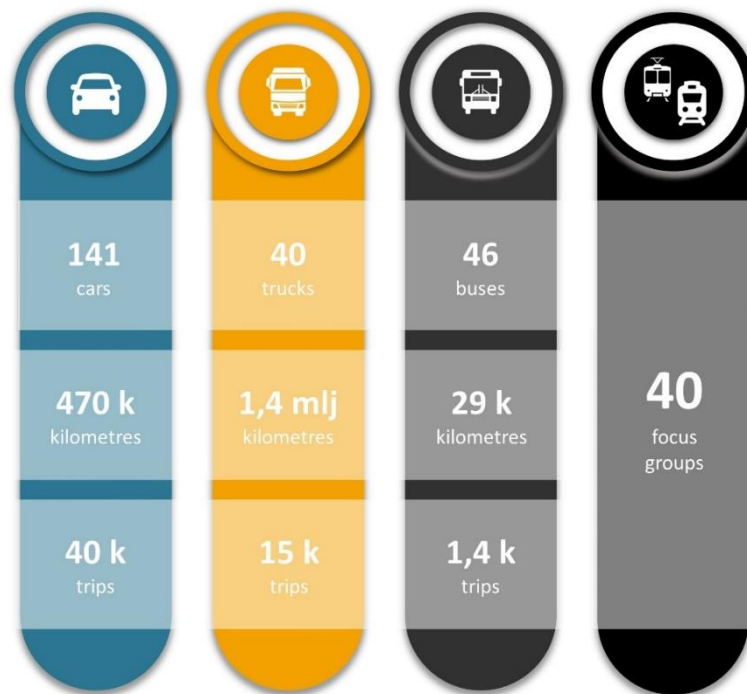 141
cars
470 k
kilometres
40 k
trips
40
trucks
1,4 mlj
kilometres
15 k
trips
46
buses
29 k
kilometres
1,4 k
trips
40
focus
groups